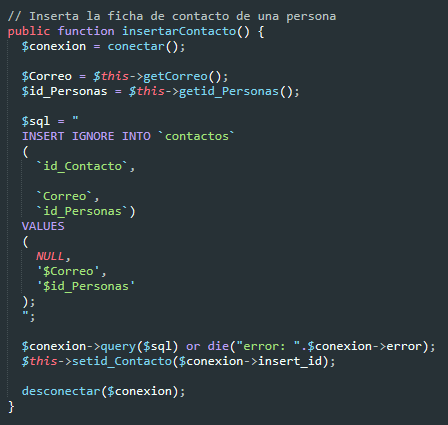 // Inserta la ficha de contacto de una persona
public function insertarContacto() {
$conexion = conectar();
$Correo = $this->getCorreo();
$id_Personas = $this->getid_Personas();
$sql = "
INSERT IGNORE INTO `contactos`
(
`id_Contacto`,
`Correo`,
`id_Personas`)
VALUES
(
NULL,
'$Correo',
'$id_Personas'
);
";
$conexion->query($sql) or die("error: ".$conexion->error);
$this->setid_Contacto($conexion->insert_id);
desconectar($conexion);
}